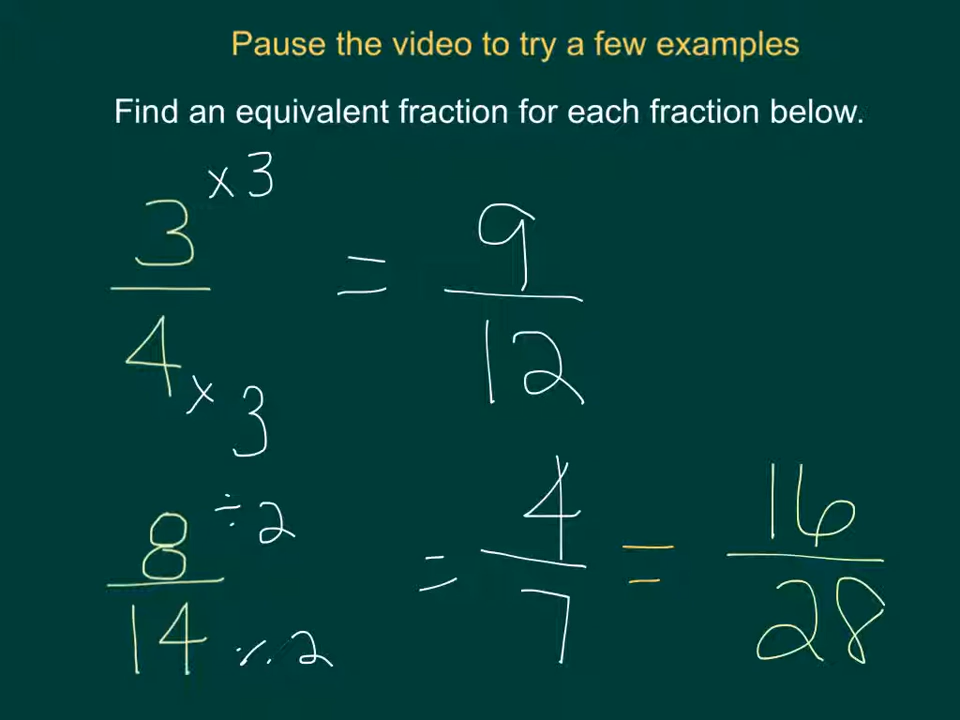 Pause the video to try a few examples
Find an equivalent fraction for each fraction below.
3 × 3 = 9
4 × 3 12
8 ÷ 2 = 4 = 16
14 ÷ 2 7 28